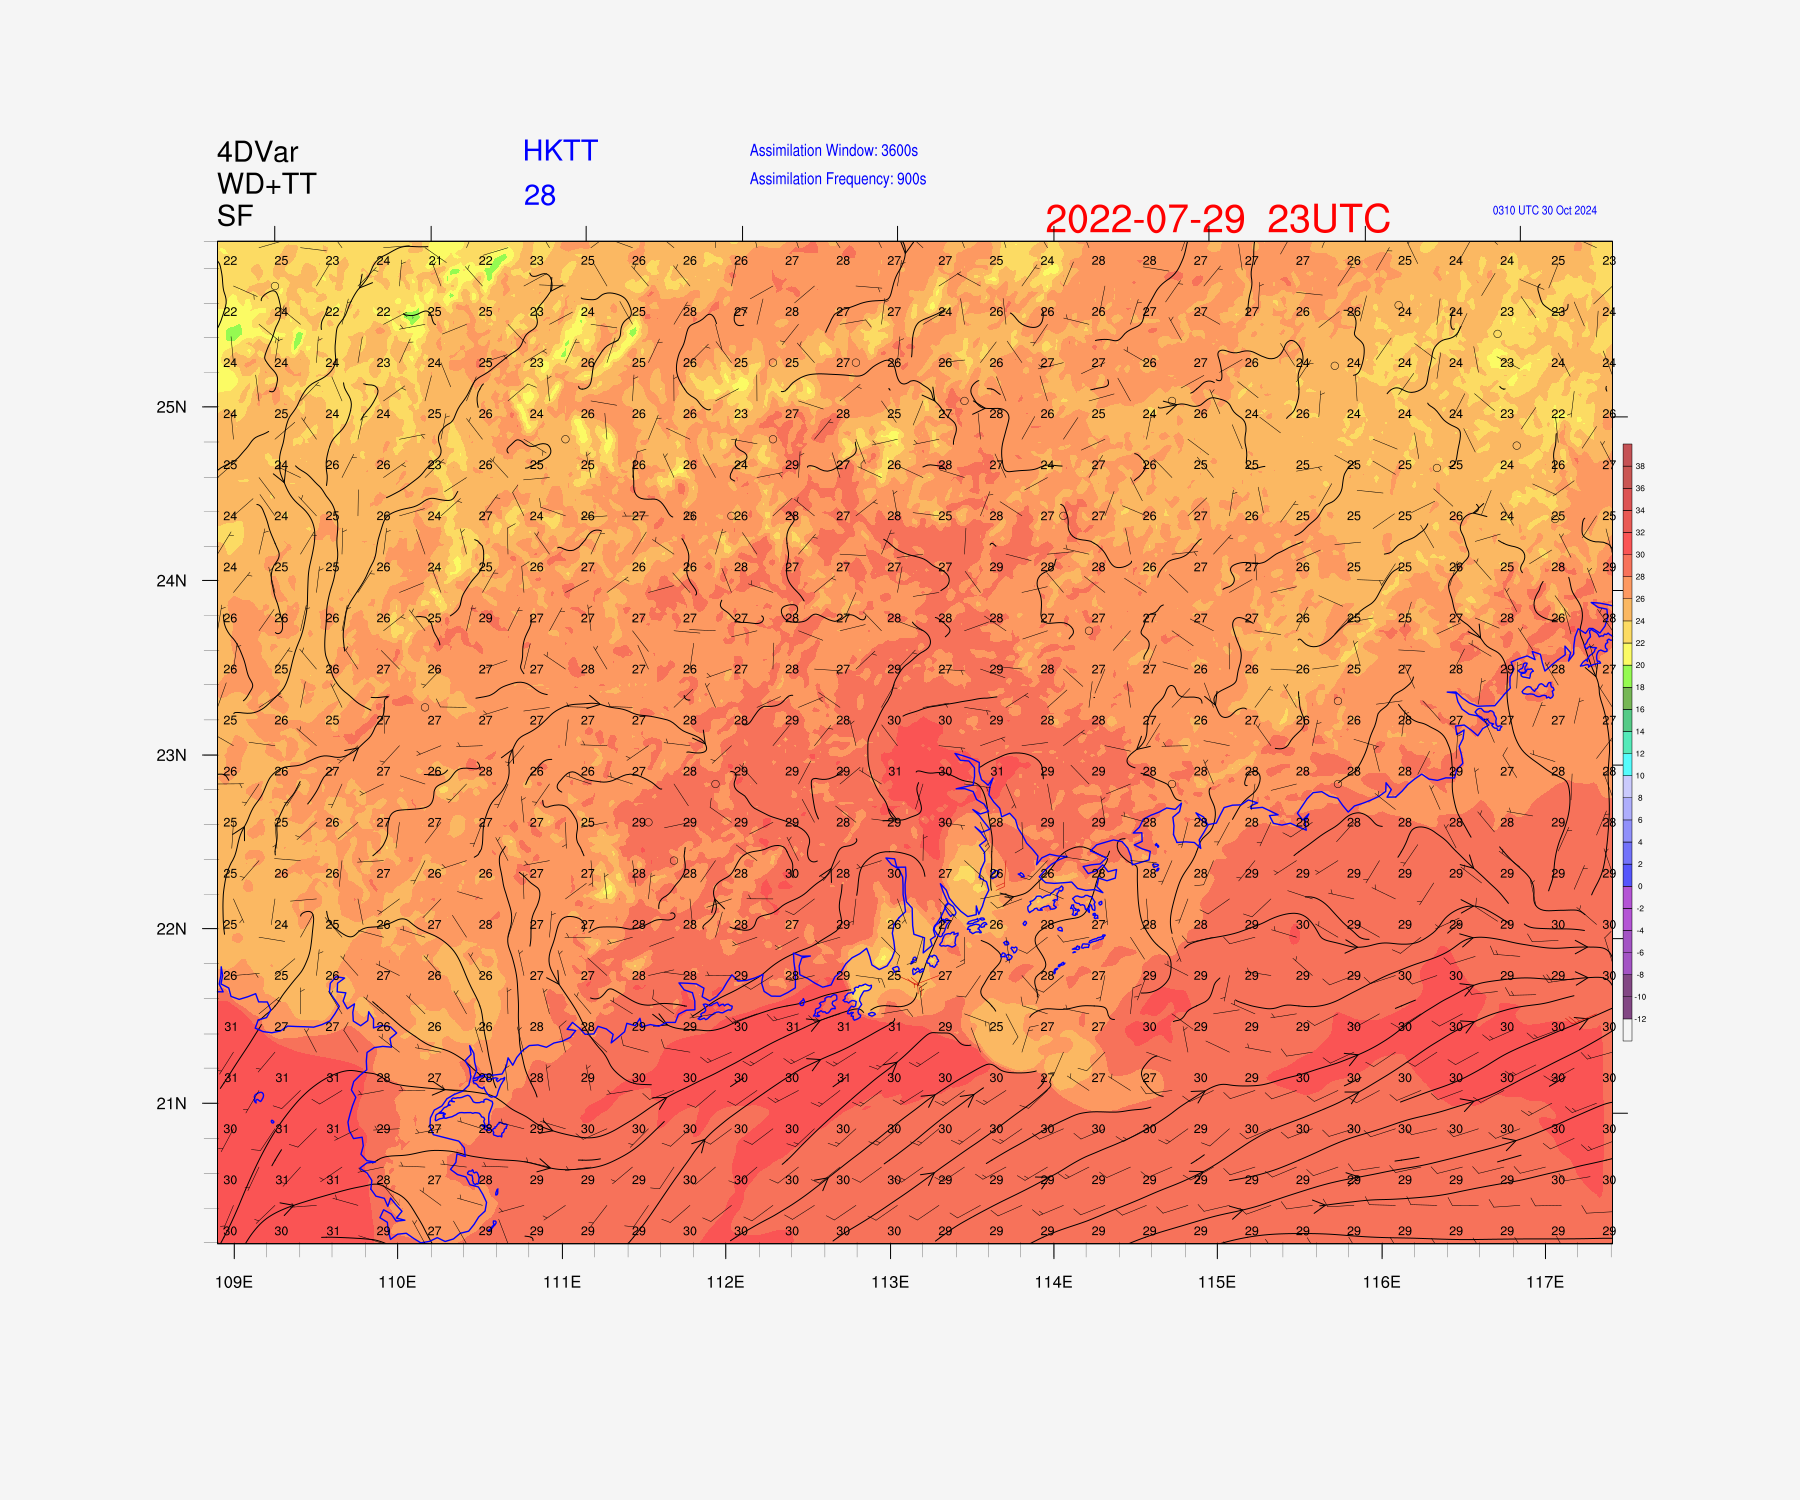 4DVar
HKTT
Assimilation Window: 3600s
WD+TT
28
Assimilation Frequency: 900s
SF
2022-07-29 23UTC
0310 UTC 30 Oct 2024
22 25 23 24 21 22 23 25 26 26 26 27 28 27 27 25 24 28 28 27 27 27 26 25 24 24 25 23
22 24 22 22 25 25 23 24 25 28 27 28 27 27 24 26 26 26 27 27 27 26 26 24 24 23 23 24
24 24 24 23 24 25 23 26 25 26 25 25 27 26 26 26 27 27 26 27 26 24 24 24 24 23 24 24
25N
24 25 24 24 25 26 24 26 26 26 23 27 28 25 27 28 26 25 24 26 24 26 24 24 24 23 22 26
25 24 26 26 23 26 25 25 26 26 24 29 27 26 28 27 24 27 26 25 25 25 25 25 25 24 26 27
38
36
24 24 25 26 24 27 24 26 27 26 26 28 27 28 25 28 27 27 26 27 26 25 25 25 26 24 25 25
34
32
30
24N
24 25 25 26 24 25 26 27 26 26 28 27 27 27 27 29 28 28 26 27 27 26 25 25 26 25 28 29
28
26
26 26 26 26 25 29 27 27 27 27 27 28 27 28 28 28 27 27 26 27 27 26 25 25 27 26 26 28
24
22
26 25 26 27 26 27 27 28 27 26 27 28 27 29 27 29 28 27 27 26 26 26 25 27 28 29 28 27
20
18
25 26 25 27 27 27 27 27 27 28 28 29 28 30 30 29 28 28 27 26 27 26 26 28 27 27 27 27
16
14
23N
12
26 26 27 27 26 28 26 26 27 28 29 29 29 31 30 31 29 29 28 28 28 28 28 28 29 27 28 28
10
8
25 25 26 27 27 27 27 25 29 29 29 29 28 29 30 28 29 29 28 28 28 28 28 28 28 28 29 28
6
4
25 26 26 27 26 26 27 27 28 28 28 30 28 30 27 26 26 28 28 28 29 29 29 29 29 29 29 29
2
0
-2
22N
25 24 25 26 27 26 27 27 28 28 28 27 29 26 27 26 28 27 28 28 29 29 29 29 29 29 30 30
-4
-6
26 25 26 27 26 26 27 27 28 28 29 28 29 25 27 27 28 27 29 29 29 29 29 30 30 29 29 30
-8
-10
-12
31 27 27 26 26 26 28 28 29 29 30 31 31 31 29 25 27 27 30 29 29 29 30 30 30 30 30 30
31 31 31 28 27 28 28 29 30 30 30 30 31 30 30 30 27 27 27 30 29 30 30 30 30 30 30 30
21N
30 31 31 29 27 28 29 30 30 30 30 30 30 30 30 30 30 30 30 29 30 30 30 30 30 30 30 30
30 31 31 28 27 28 29 29 29 30 30 30 30 30 29 29 29 29 29 29 29 29 29 29 29 29 30 30
30 30 31 29 27 29 29 29 29 30 30 30 30 30 29 29 29 29 29 29 29 29 29 29 29 29 29 29
109E 110E 111E 112E 113E 114E 115E 116E 117E